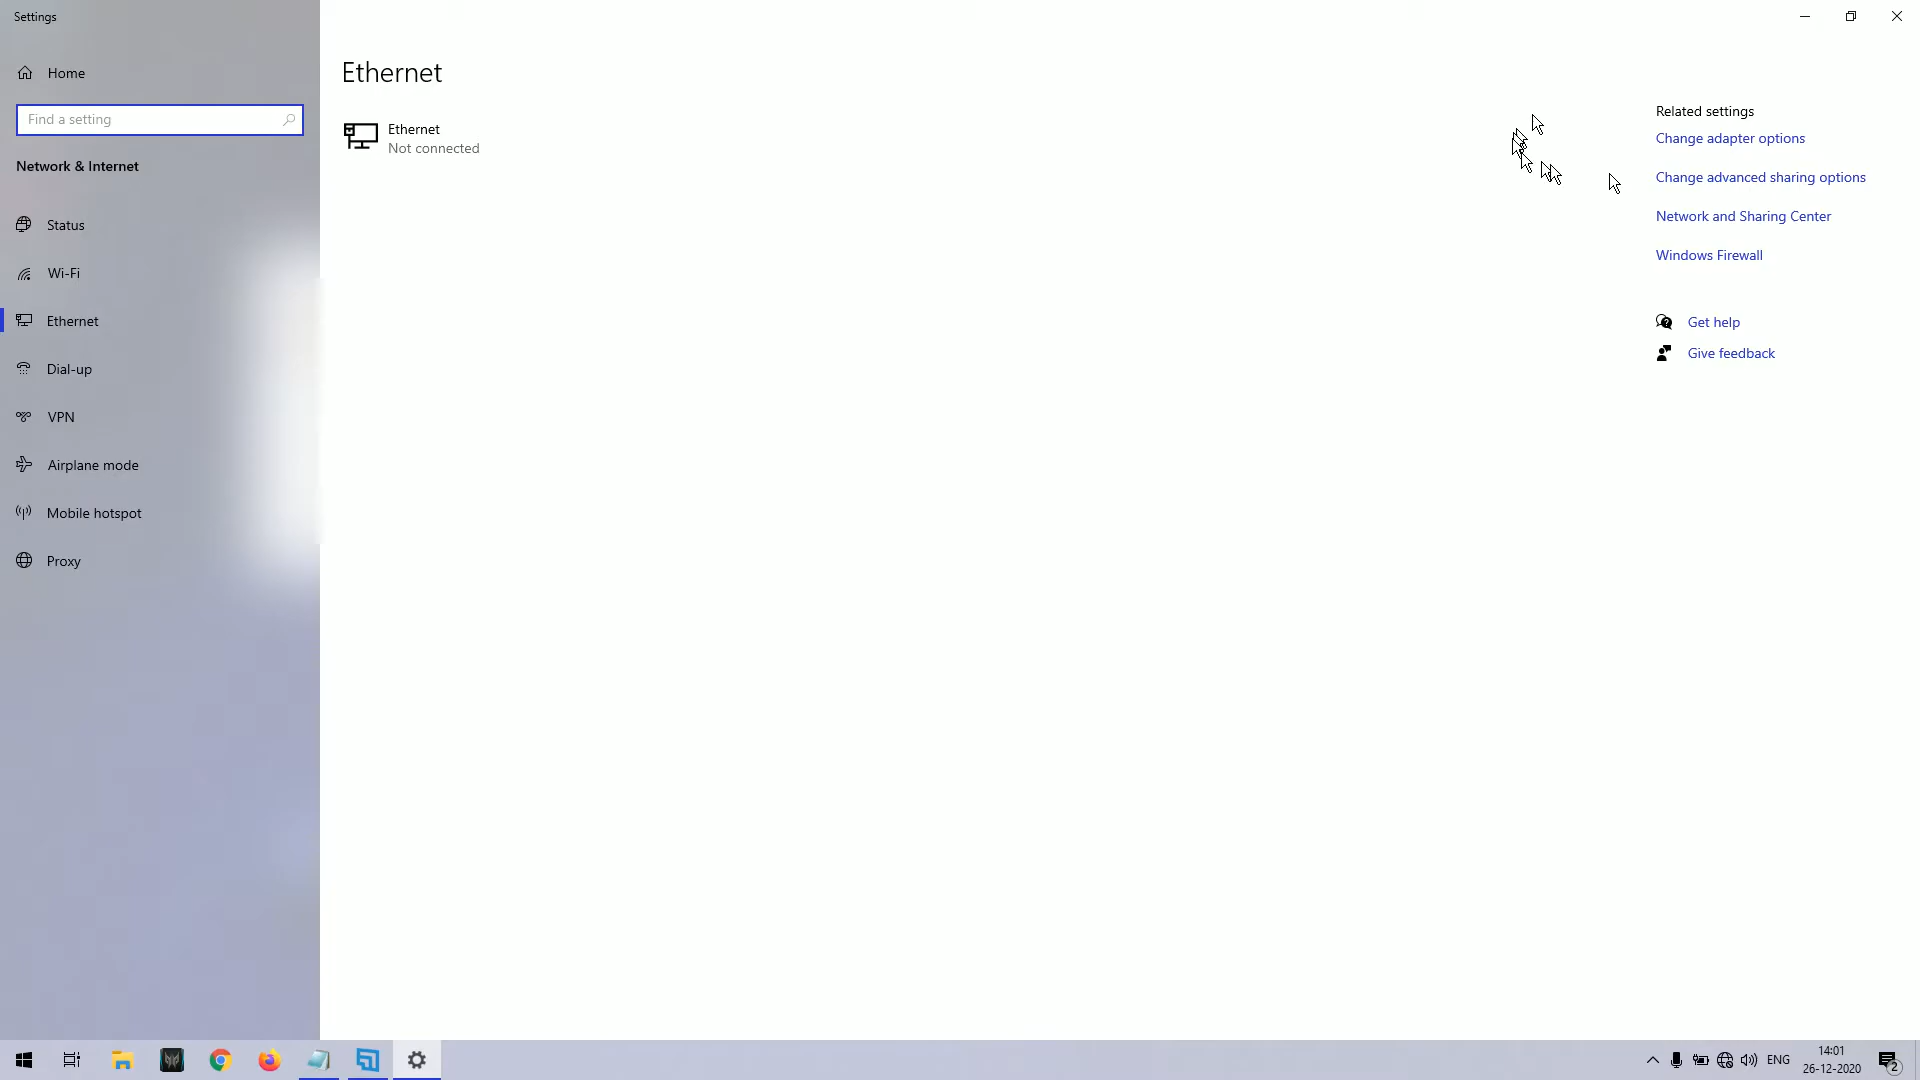 Settings
Home
Find a setting
Network & Internet
Status
Wi-Fi
Ethernet
Dial-up
VPN
Airplane mode
Mobile hotspot
Proxy
Ethernet
Ethernet
Not connected
Related settings
Change adapter options
Change advanced sharing options
Network and Sharing Center
Windows Firewall
Get help
Give feedback
ENG
14:01
26-12-2020
2